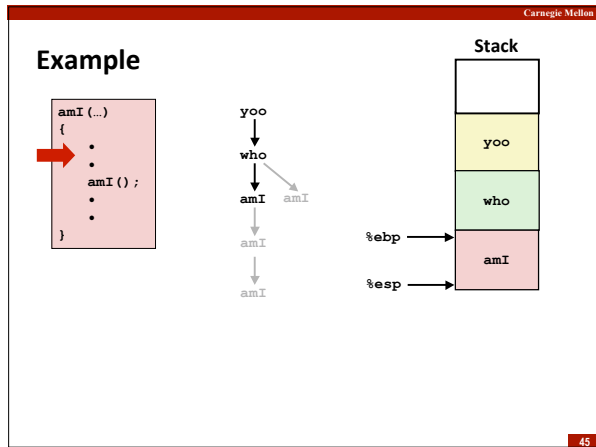 Carnegie Mellon
Example
Stack
amI(…)
{
•
•
amI();
•
•
}
yoo
who
amI amI
amI
amI
yoo
who
%ebp
amI
%esp
45